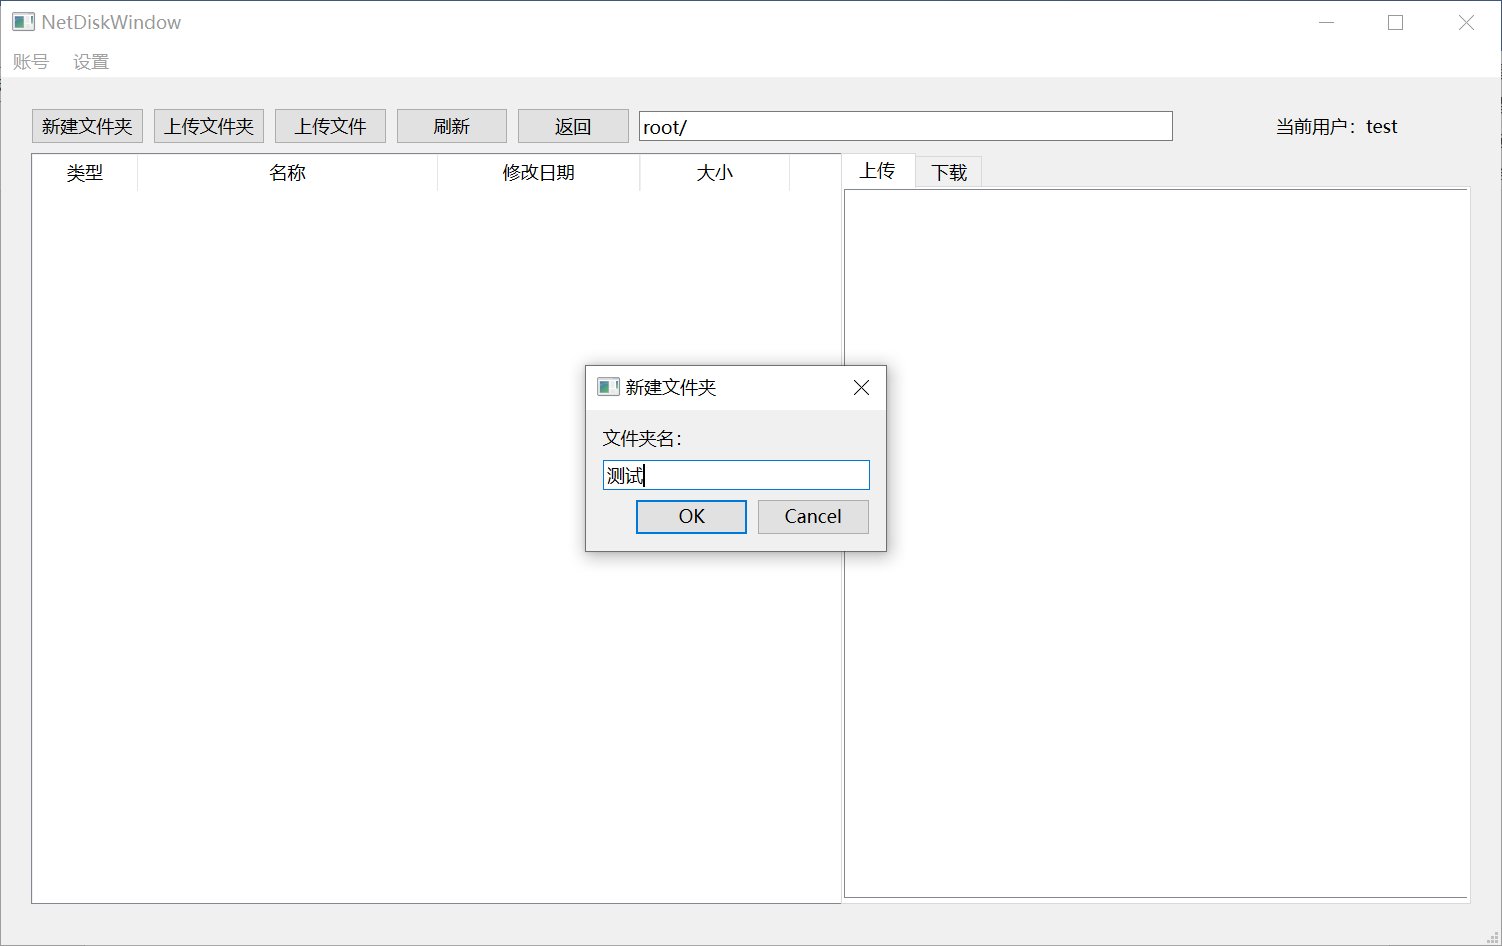 NetDiskWindow
账号 设置
新建文件夹 上传文件夹 上传文件 刷新 返回 root/ 当前用户：test
类型 名称 修改日期 大小 上传 下载
新建文件夹
文件夹名：
测试
OK Cancel